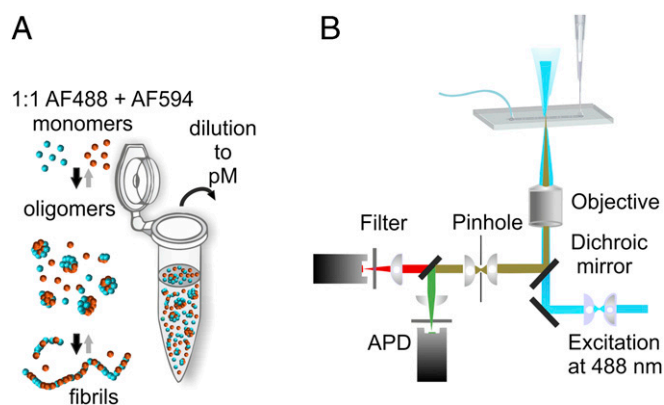 A
1:1 AF488 + AF594
monomers
dilution
to
pM
oligomers
fibrils
B
Objective
Filter
Pinhole
Dichroic
mirror
APD
Excitation
at 488 nm